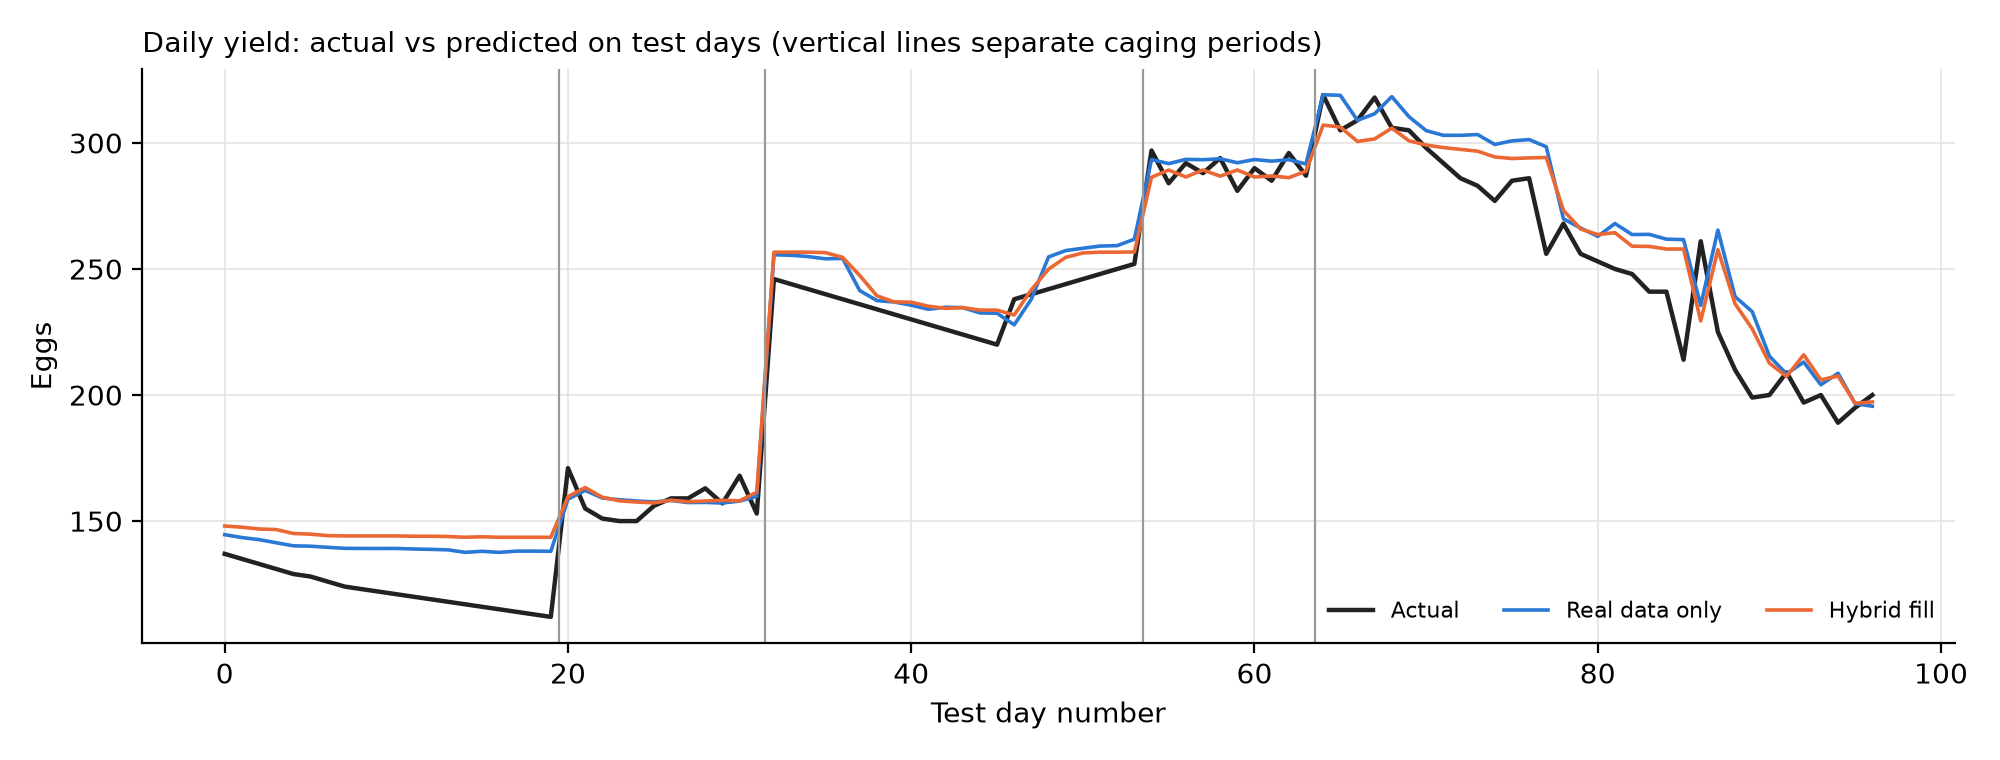 Daily yield: actual vs predicted on test days (vertical lines separate caging periods)
300
250
200
150
Eggs
Actual Real data only Hybrid fill
0 20 40 60 80 100
Test day number